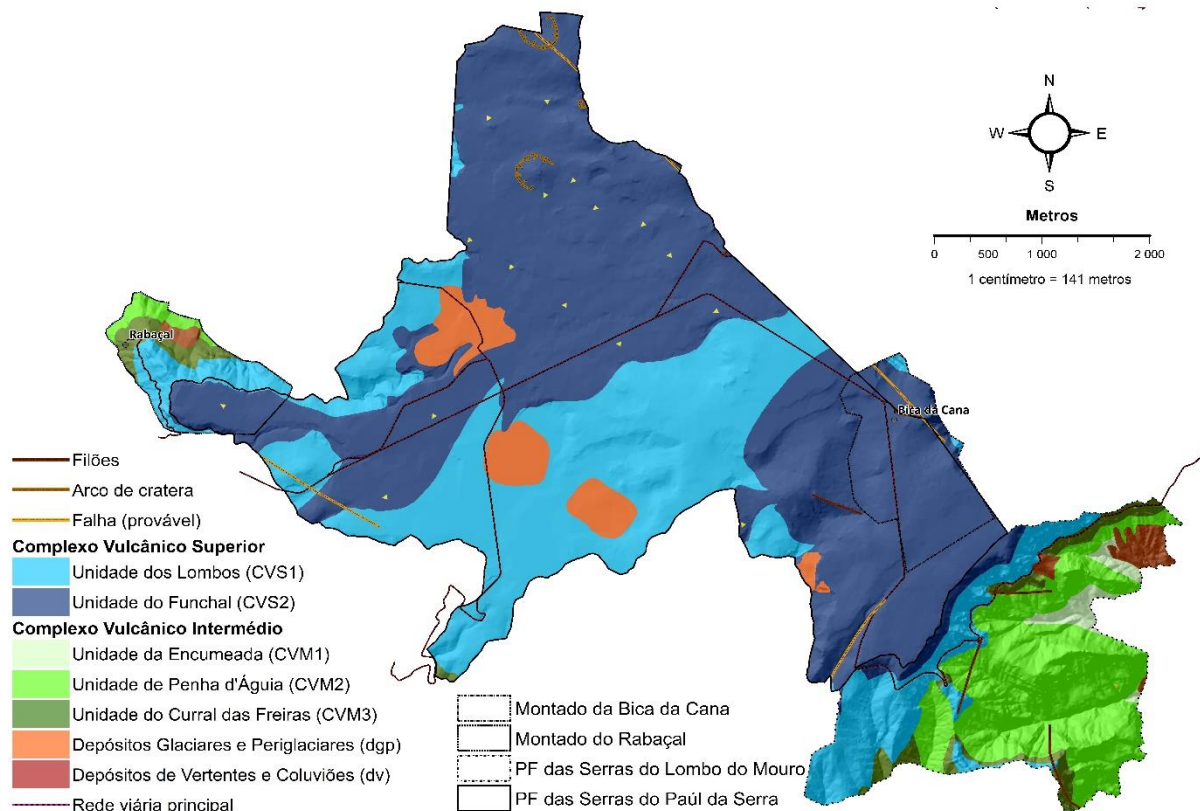 N
W
E
S
Metros
0 500 1 000 2 000
1 centímetro = 141 metros
Rabaçal
Bica da Cana
Filões
Arco de cratera
Falha (provável)
Complexo Vulcânico Superior
Unidade dos Lombos (CVS1)
Unidade do Funchal (CVS2)
Complexo Vulcânico Intermédio
Unidade da Encumeada (CVM1)
Unidade de Penha d'Águia (CVM2)
Unidade do Curral das Freiras (CVM3)
Depósitos Glaciares e Periglaciares (dgp)
Depósitos de Vertentes e Coluviões (dv)
Rede viária principal
Montado da Bica da Cana
Montado do Rabaçal
PF das Serras do Lombo do Mouro
PF das Serras do Paúl da Serra